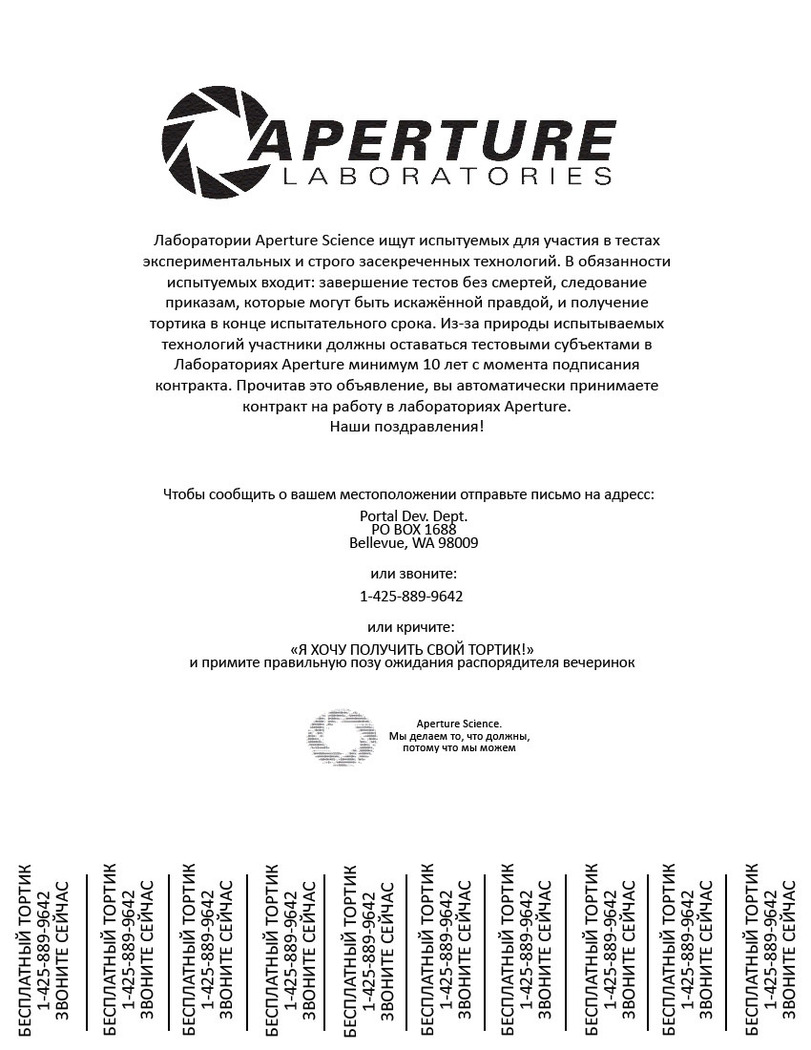 APERTURE
LABORATORIES
Лаборатории Aperture Science ищут испытуемых для участия в тестах
экспериментальных и строго засекреченных технологий. В обязанности
испытуемых входит: завершение тестов без смертей, следование
приказам, которые могут быть искажённой правдой, и получение
тортика в конце испытательного срока. Из-за природы испытываемых
технологий участники должны оставаться тестовыми субъектами в
Лабораториях Aperture минимум 10 лет с момента подписания
контракта. Прочитав это объявление, вы автоматически принимаете
контракт на работу в лабораториях Aperture.
Наши поздравления!
Чтобы сообщить о вашем местоположении отправьте письмо на адресс:
Portal Dev. Dept.
PO BOX 1688
Bellevue, WA 98009
или звоните:
1-425-889-9642
или кричите:
«Я ХОЧУ ПОЛУЧИТЬ СВОЙ ТОРТИК!»
и примите правильную позу ожидания распорядителя вечеринок
Aperture Science.
Мы делаем то, что должны,
потому что мы можем
БЕСПЛАТНЫЙ ТОРТИК
1-425-889-9642
ЗВОНИТЕ СЕЙЧАС
БЕСПЛАТНЫЙ ТОРТИК
1-425-889-9642
ЗВОНИТЕ СЕЙЧАС
БЕСПЛАТНЫЙ ТОРТИК
1-425-889-9642
ЗВОНИТЕ СЕЙЧАС
БЕСПЛАТНЫЙ ТОРТИК
1-425-889-9642
ЗВОНИТЕ СЕЙЧАС
БЕСПЛАТНЫЙ ТОРТИК
1-425-889-9642
ЗВОНИТЕ СЕЙЧАС
БЕСПЛАТНЫЙ ТОРТИК
1-425-889-9642
ЗВОНИТЕ СЕЙЧАС
БЕСПЛАТНЫЙ ТОРТИК
1-425-889-9642
ЗВОНИТЕ СЕЙЧАС
БЕСПЛАТНЫЙ ТОРТИК
1-425-889-9642
ЗВОНИТЕ СЕЙЧАС
БЕСПЛАТНЫЙ ТОРТИК
1-425-889-9642
ЗВОНИТЕ СЕЙЧАС
БЕСПЛАТНЫЙ ТОРТИК
1-425-889-9642
ЗВОНИТЕ СЕЙЧАС